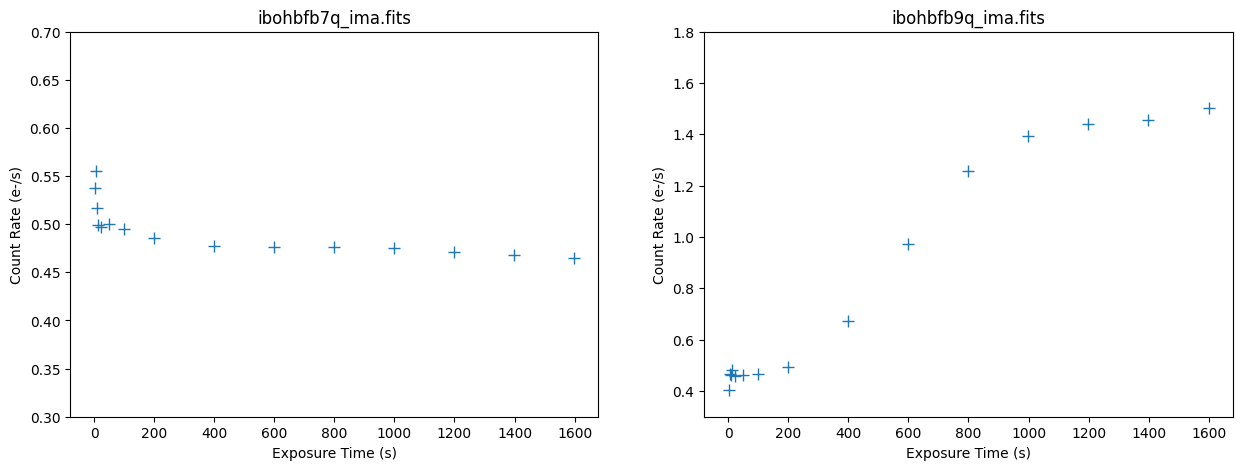 ibohbfb7q_ima.fits
Count Rate (e-/s)
0.70
0.65
0.60
0.55
0.50
0.45
0.40
0.35
0.30
0 200 400 600 800 1000 1200 1400 1600
Exposure Time (s)
ibohbfb9q_ima.fits
Count Rate (e-/s)
1.8
1.6
1.4
1.2
1.0
0.8
0.6
0.4
0 200 400 600 800 1000 1200 1400 1600
Exposure Time (s)